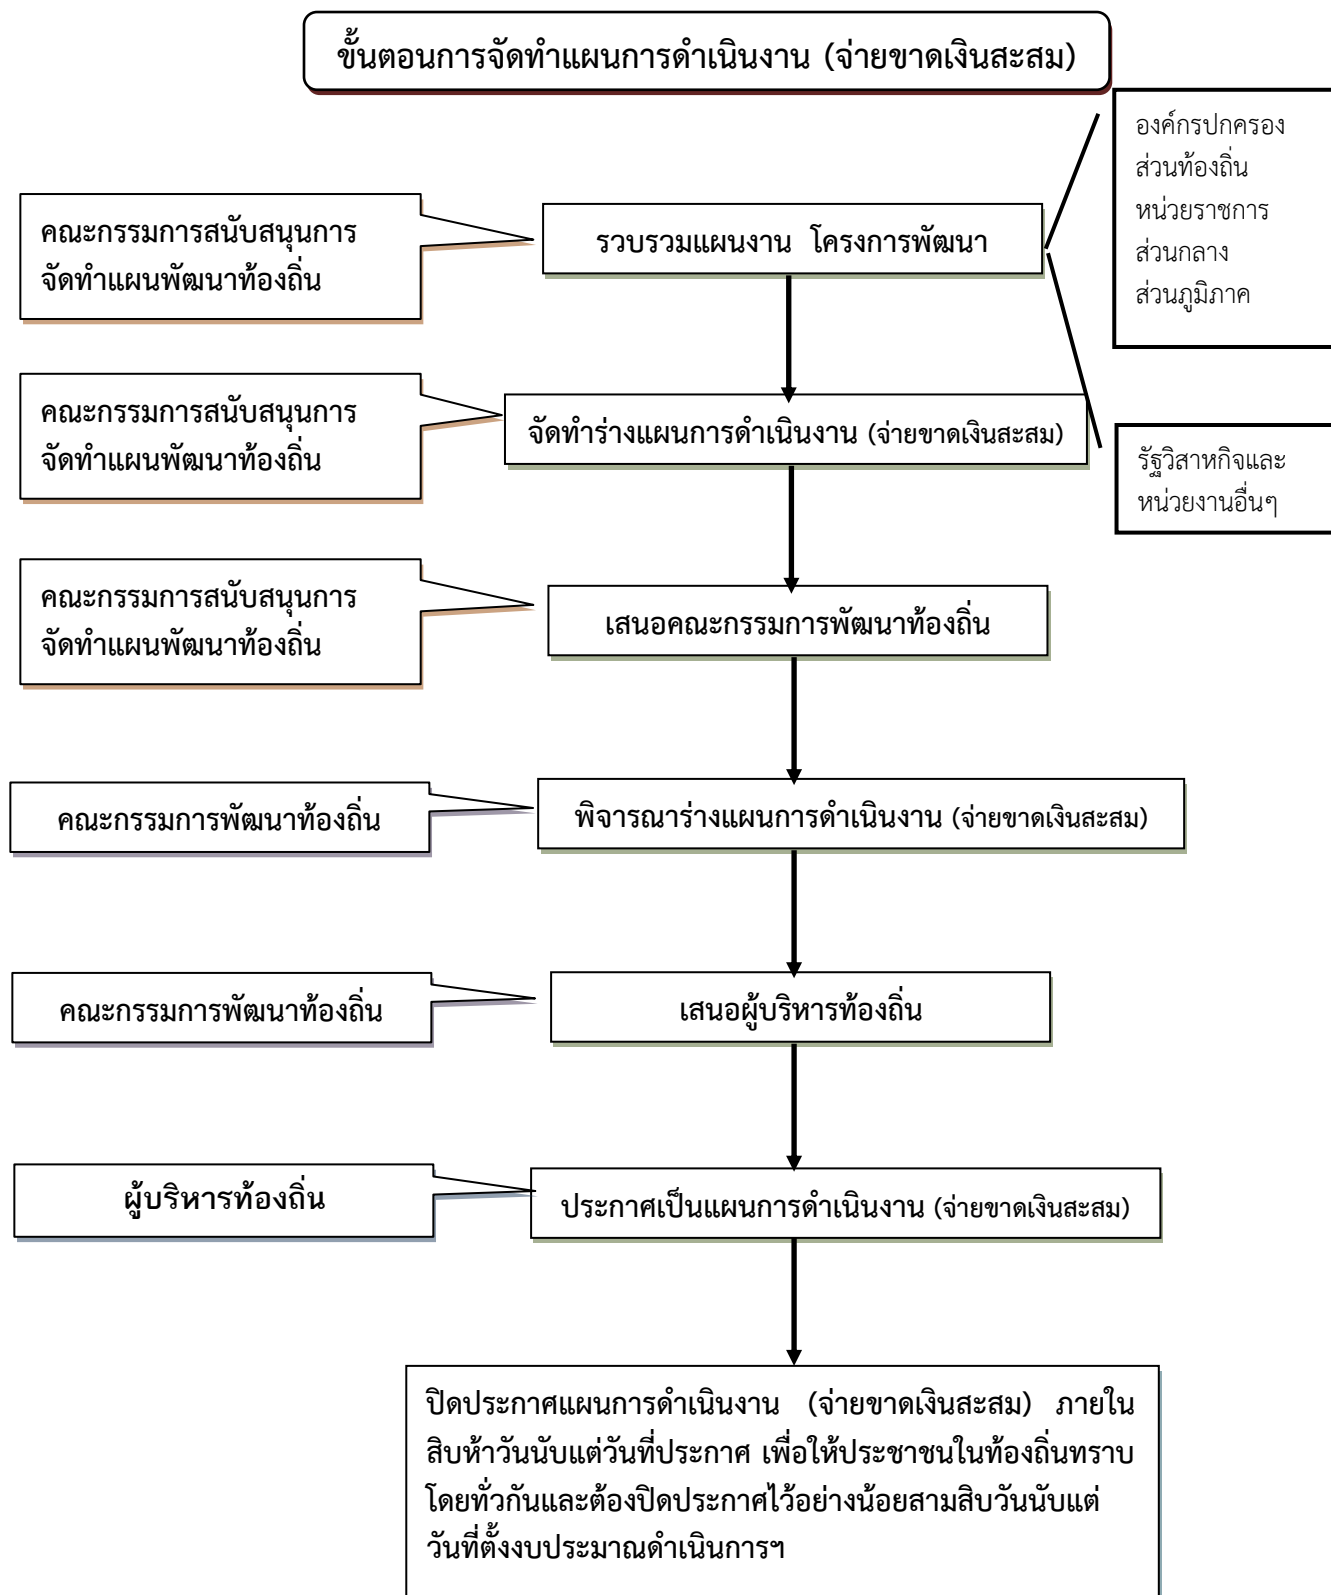 ขั้นตอนการจัดทำแผนการดำเนินงาน (จ่ายขาดเงินสะสม)
องค์กรปกครอง
ส่วนท้องถิ่น
หน่วยราชการ
ส่วนกลาง
ส่วนภูมิภาค
คณะกรรมการสนับสนุนการ
จัดทำแผนพัฒนาท้องถิ่น
รวบรวมแผนงาน โครงการพัฒนา
คณะกรรมการสนับสนุนการ
จัดทำแผนพัฒนาท้องถิ่น
จัดทำร่างแผนการดำเนินงาน (จ่ายขาดเงินสะสม)
รัฐวิสาหกิจและ
หน่วยงานอื่นๆ
คณะกรรมการสนับสนุนการ
จัดทำแผนพัฒนาท้องถิ่น
เสนอคณะกรรมการพัฒนาท้องถิ่น
คณะกรรมการพัฒนาท้องถิ่น
พิจารณาร่างแผนการดำเนินงาน (จ่ายขาดเงินสะสม)
คณะกรรมการพัฒนาท้องถิ่น
เสนอผู้บริหารท้องถิ่น
ผู้บริหารท้องถิ่น
ประกาศเป็นแผนการดำเนินงาน (จ่ายขาดเงินสะสม)
ปิดประกาศแผนการดำเนินงาน (จ่ายขาดเงินสะสม) ภายใน
สิบห้าวันนับแต่วันที่ประกาศ เพื่อให้ประชาชนในท้องถิ่นทราบ
โดยทั่วกันและต้องปิดประกาศไว้อย่างน้อยสามสิบวันนับแต่
วันที่ตั้งงบประมาณดำเนินการฯ